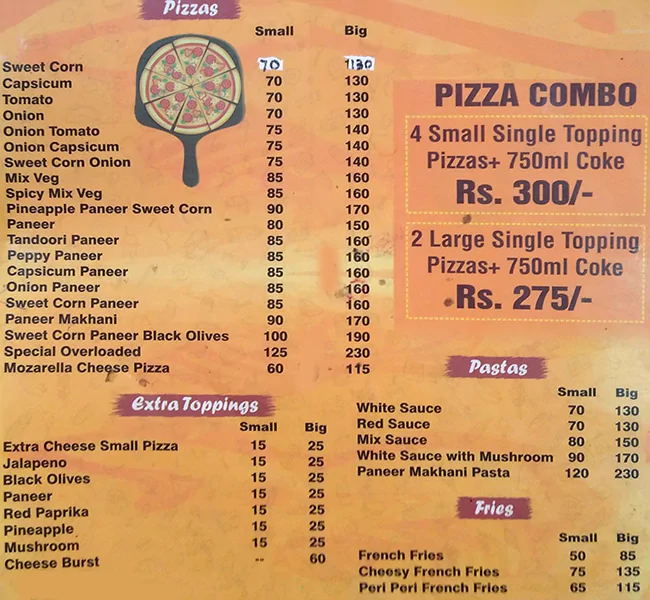 Pizzas
Small Big
Sweet Corn 70 130
Capsicum 70 130
Tomato 70 130
Onion 70 130
Onion Tomato 75 140
Onion Capsicum 75 140
Sweet Corn Onion 75 140
Mix Veg 85 160
Spicy Mix Veg 85 160
Pineapple Paneer Sweet Corn 90 170
Paneer 80 150
Tandoori Paneer 85 160
Peppy Paneer 85 160
Capsicum Paneer 85 160
Onion Paneer 85 160
Sweet Corn Paneer 85 160
Paneer Makhani 90 170
Sweet Corn Paneer Black Olives 100 190
Special Overloaded 125 230
Mozarella Cheese Pizza 60 115
Extra Toppings
Small Big
Extra Cheese Small Pizza 15 25
Jalapeno 15 25
Black Olives 15 25
Paneer 15 25
Red Paprika 15 25
Pineapple 15 25
Mushroom 15 25
Cheese Burst -- 60
PIZZA COMBO
4 Small Single Topping
Pizzas+ 750ml Coke
Rs. 300/-
2 Large Single Topping
Pizzas+ 750ml Coke
Rs. 275/-
Pastas
Small Big
White Sauce 70 130
Red Sauce 70 130
Mix Sauce 80 150
White Sauce with Mushroom 90 170
Paneer Makhani Pasta 120 230
Fries
Small Big
French Fries 50 85
Cheesy French Fries 75 135
Peri Peri French Fries 65 115